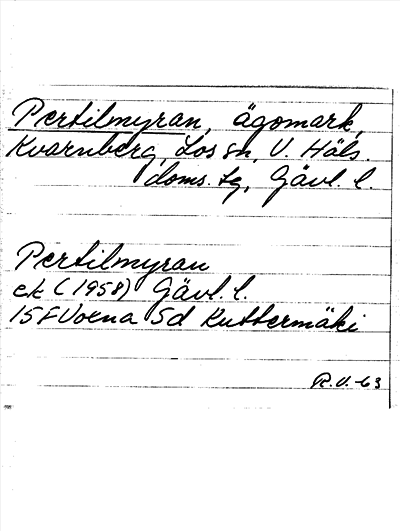 Pertilmyran, ägomark,
Kvarnberg, Los sn, V. Häls.
doms. tg, Gävl. l.
Pertilmyran
ek (1958) Gävl. l.
15F Voxna 5d Kuttermäki
R.V.-63